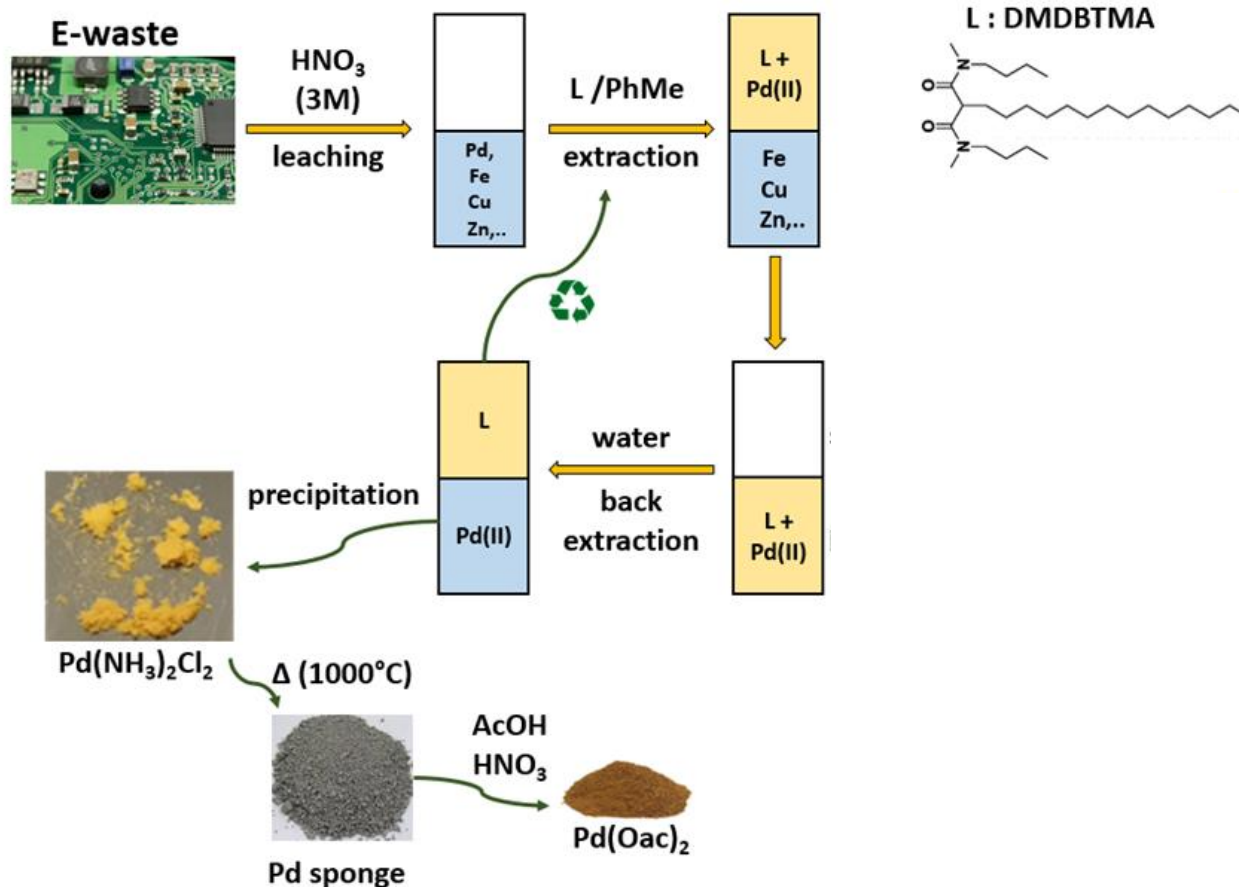 E-waste
HNO₃
(3M)
leaching
Pd,
Fe
Cu
Zn,..
L /PhMe
extraction
L +
Pd(II)
Fe
Cu
Zn,..
L : DMDBTMA
N
O
O
N
L
Pd(II)
water
back
extraction
L +
Pd(II)
precipitation
Pd(NH₃)₂Cl₂
Δ (1000°C)
Pd sponge
AcOH
HNO₃
Pd(Oac)₂